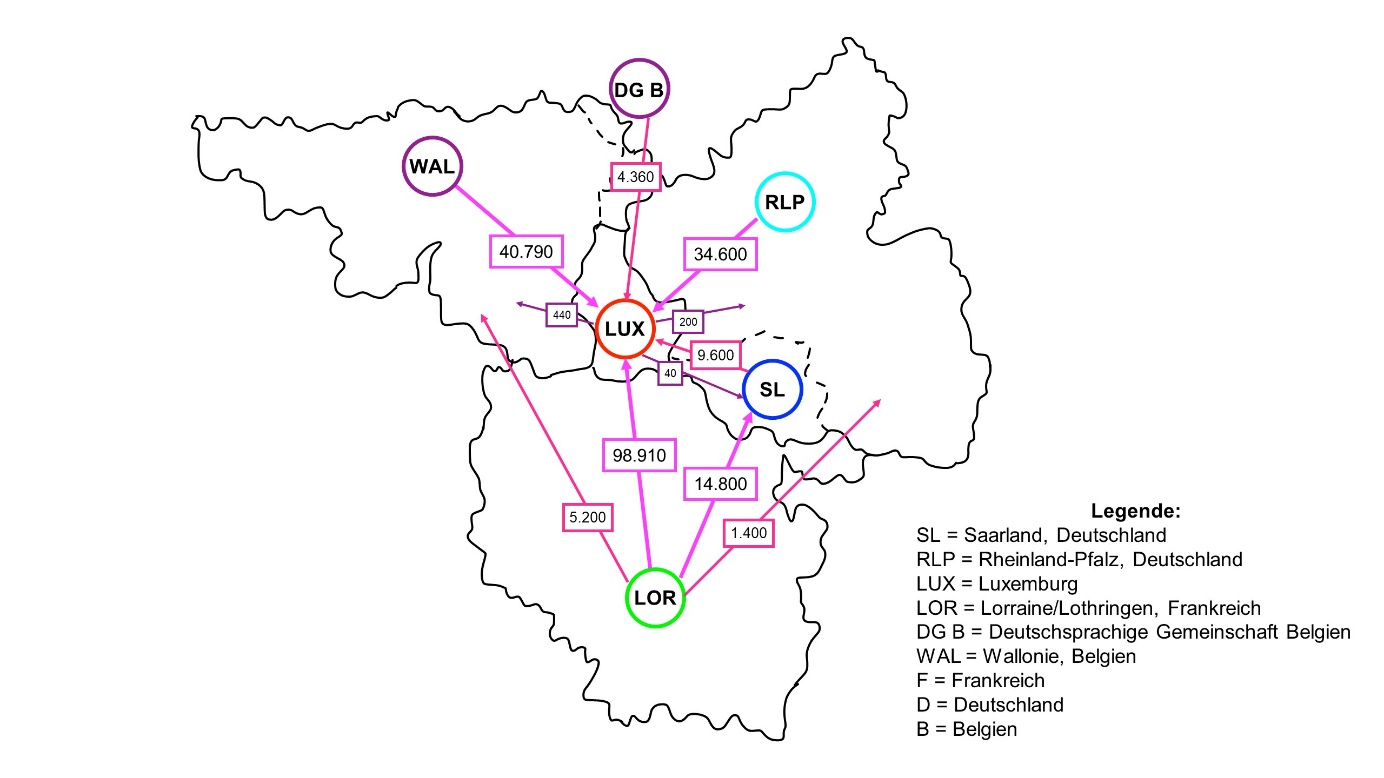 DG B
WAL
4.360
RLP
40.790
34.600
440
LUX
200
9.600
40
SL
98.910
14.800
5.200
1.400
LOR
Legende:
SL = Saarland, Deutschland
RLP = Rheinland-Pfalz, Deutschland
LUX = Luxemburg
LOR = Lorraine/Lothringen, Frankreich
DG B = Deutschsprachige Gemeinschaft Belgien
WAL = Wallonie, Belgien
F = Frankreich
D = Deutschland
B = Belgien